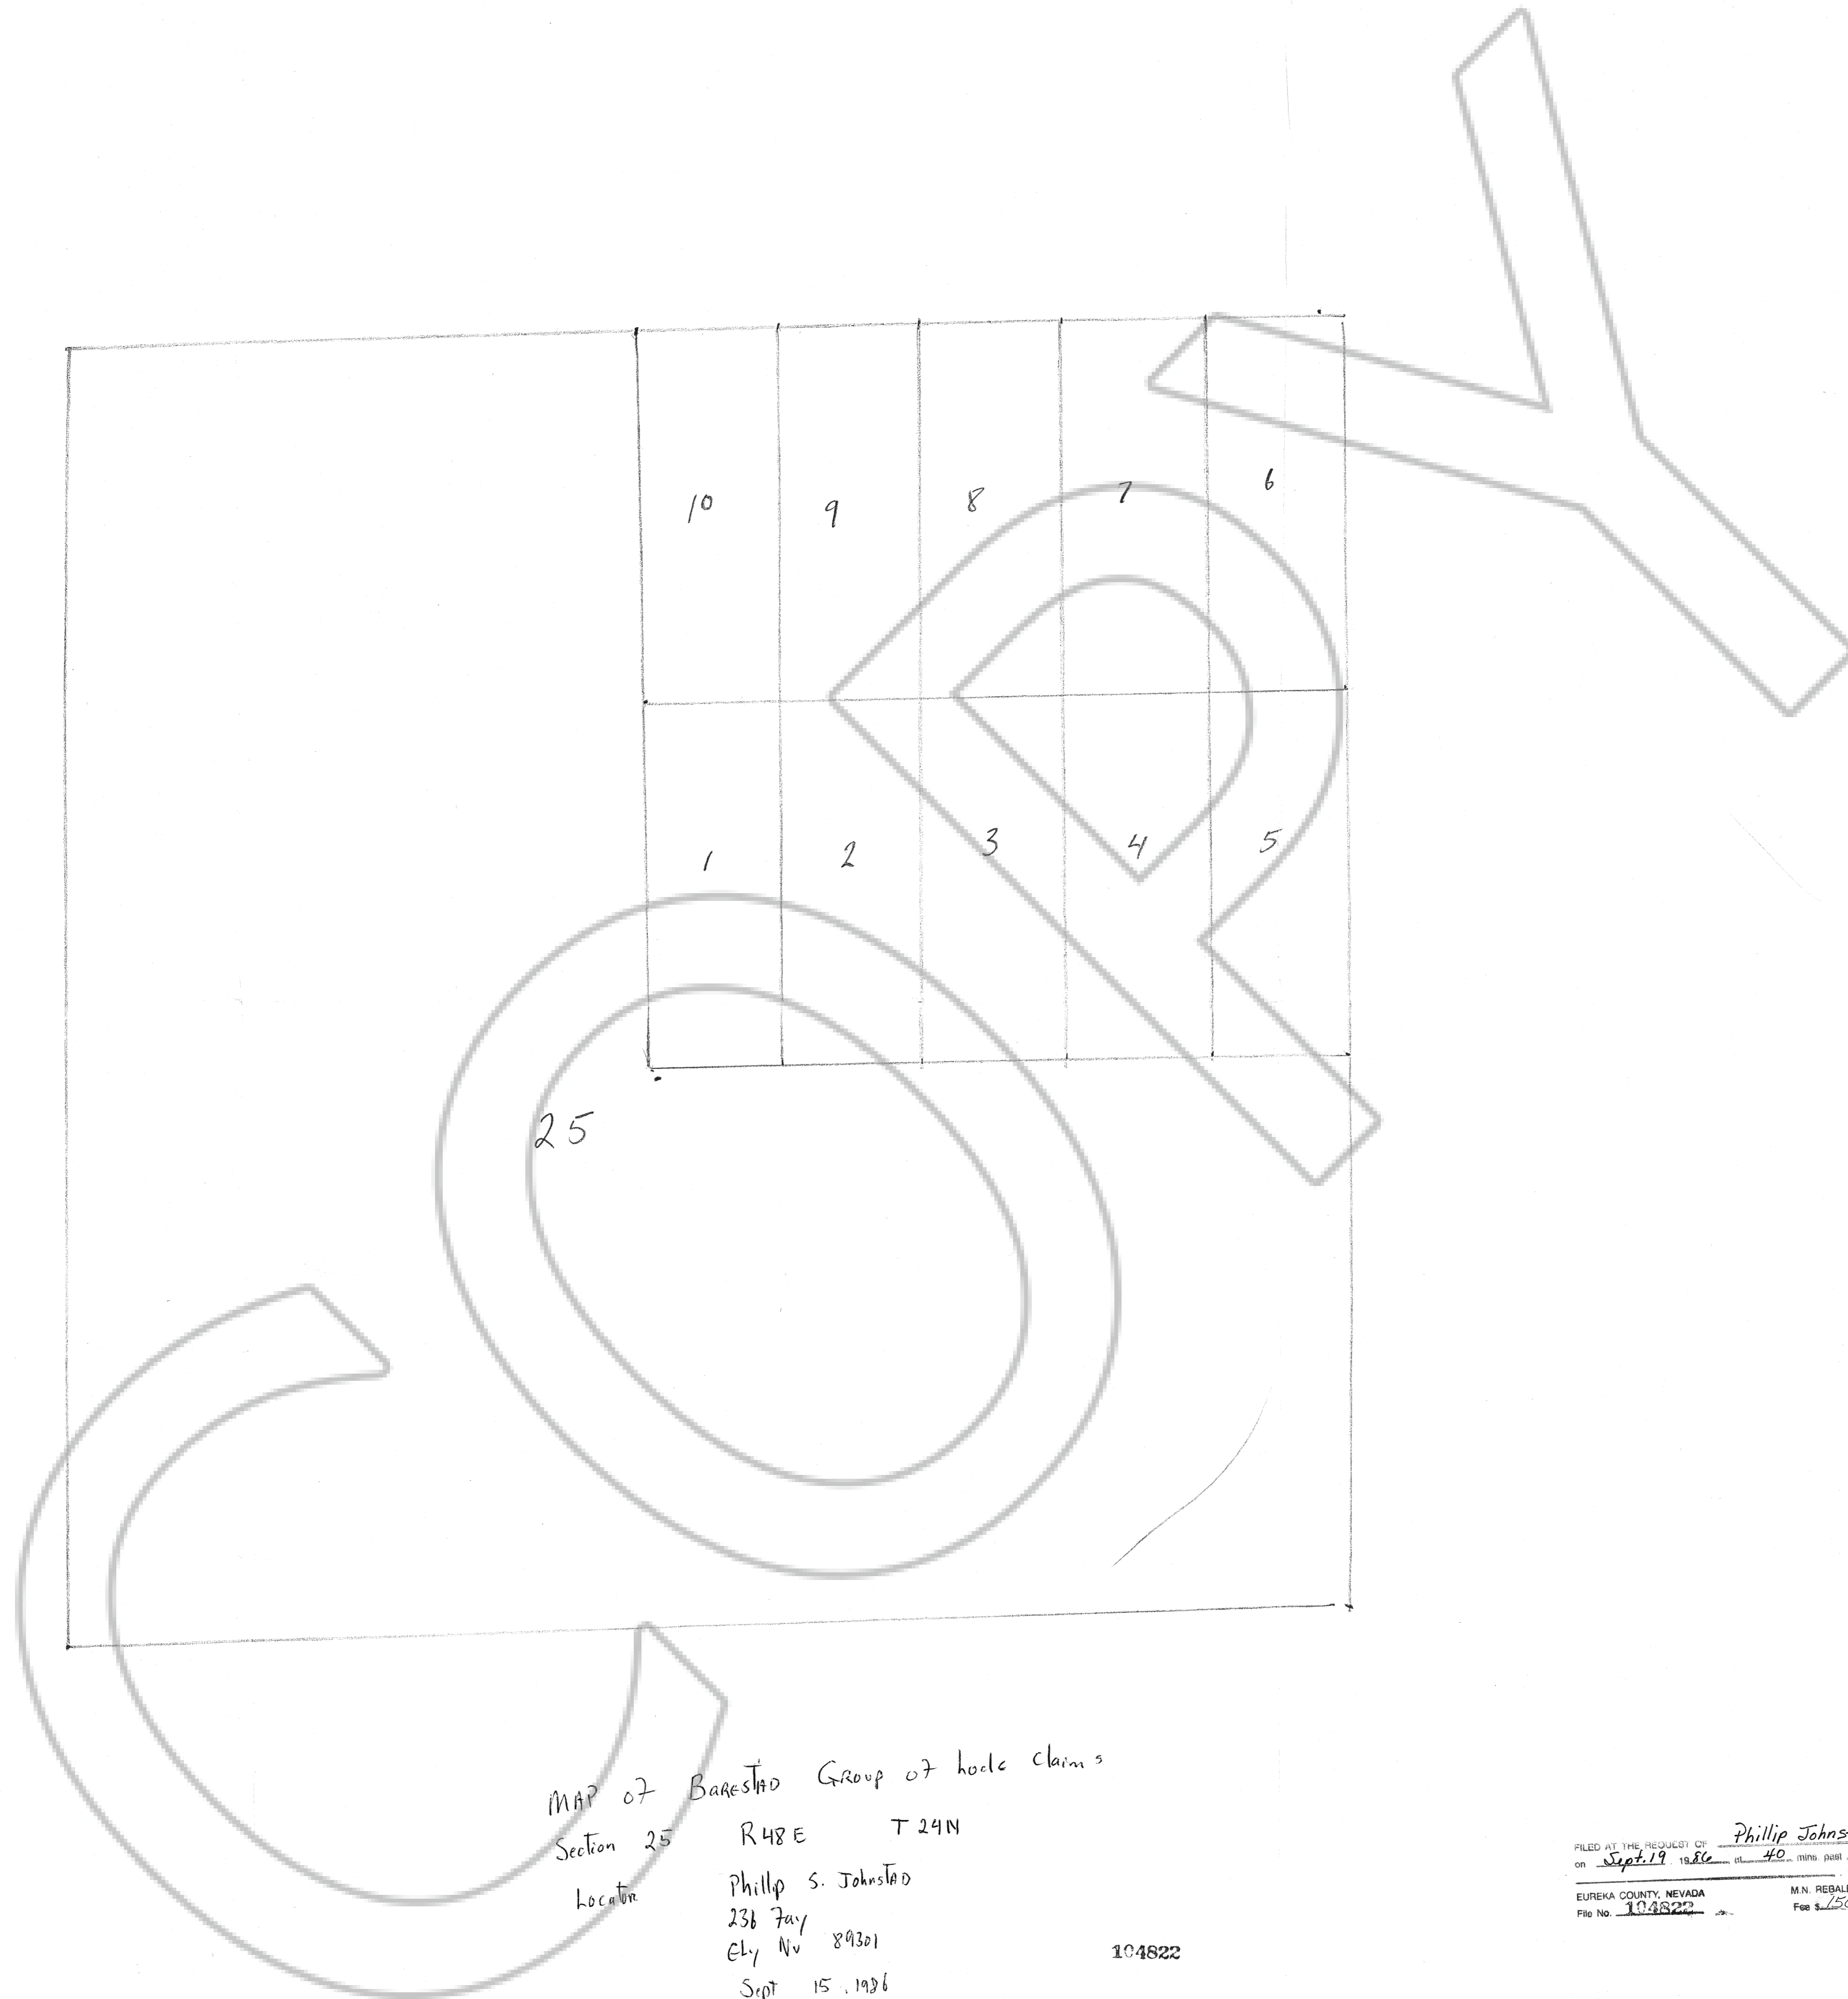 10 9 8 7 6
1 2 3 4 5
25
COPY
MAP of BARESTAD Group of Lode Claims
Section 25 R48E T 24N
Locator Phillip S. JohnsTAD
236 Fay
Ely Nv 89301
Sept 15, 1986
104822
FILED AT THE REQUEST OF Phillip Johns
on Sept. 19 1986 at 40 mins. past
EUREKA COUNTY, NEVADA M.N. REBAL
File No. 104822 Fee $